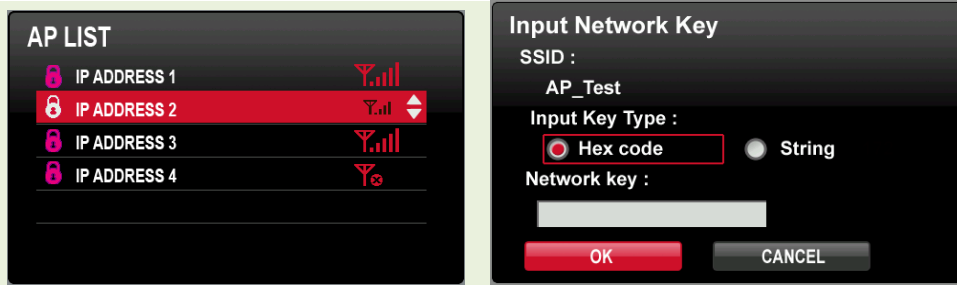 AP LIST
IP ADDRESS 1
IP ADDRESS 2
IP ADDRESS 3
IP ADDRESS 4
Input Network Key
SSID :
AP_Test
Input Key Type :
Hex code String
Network key :
OK CANCEL